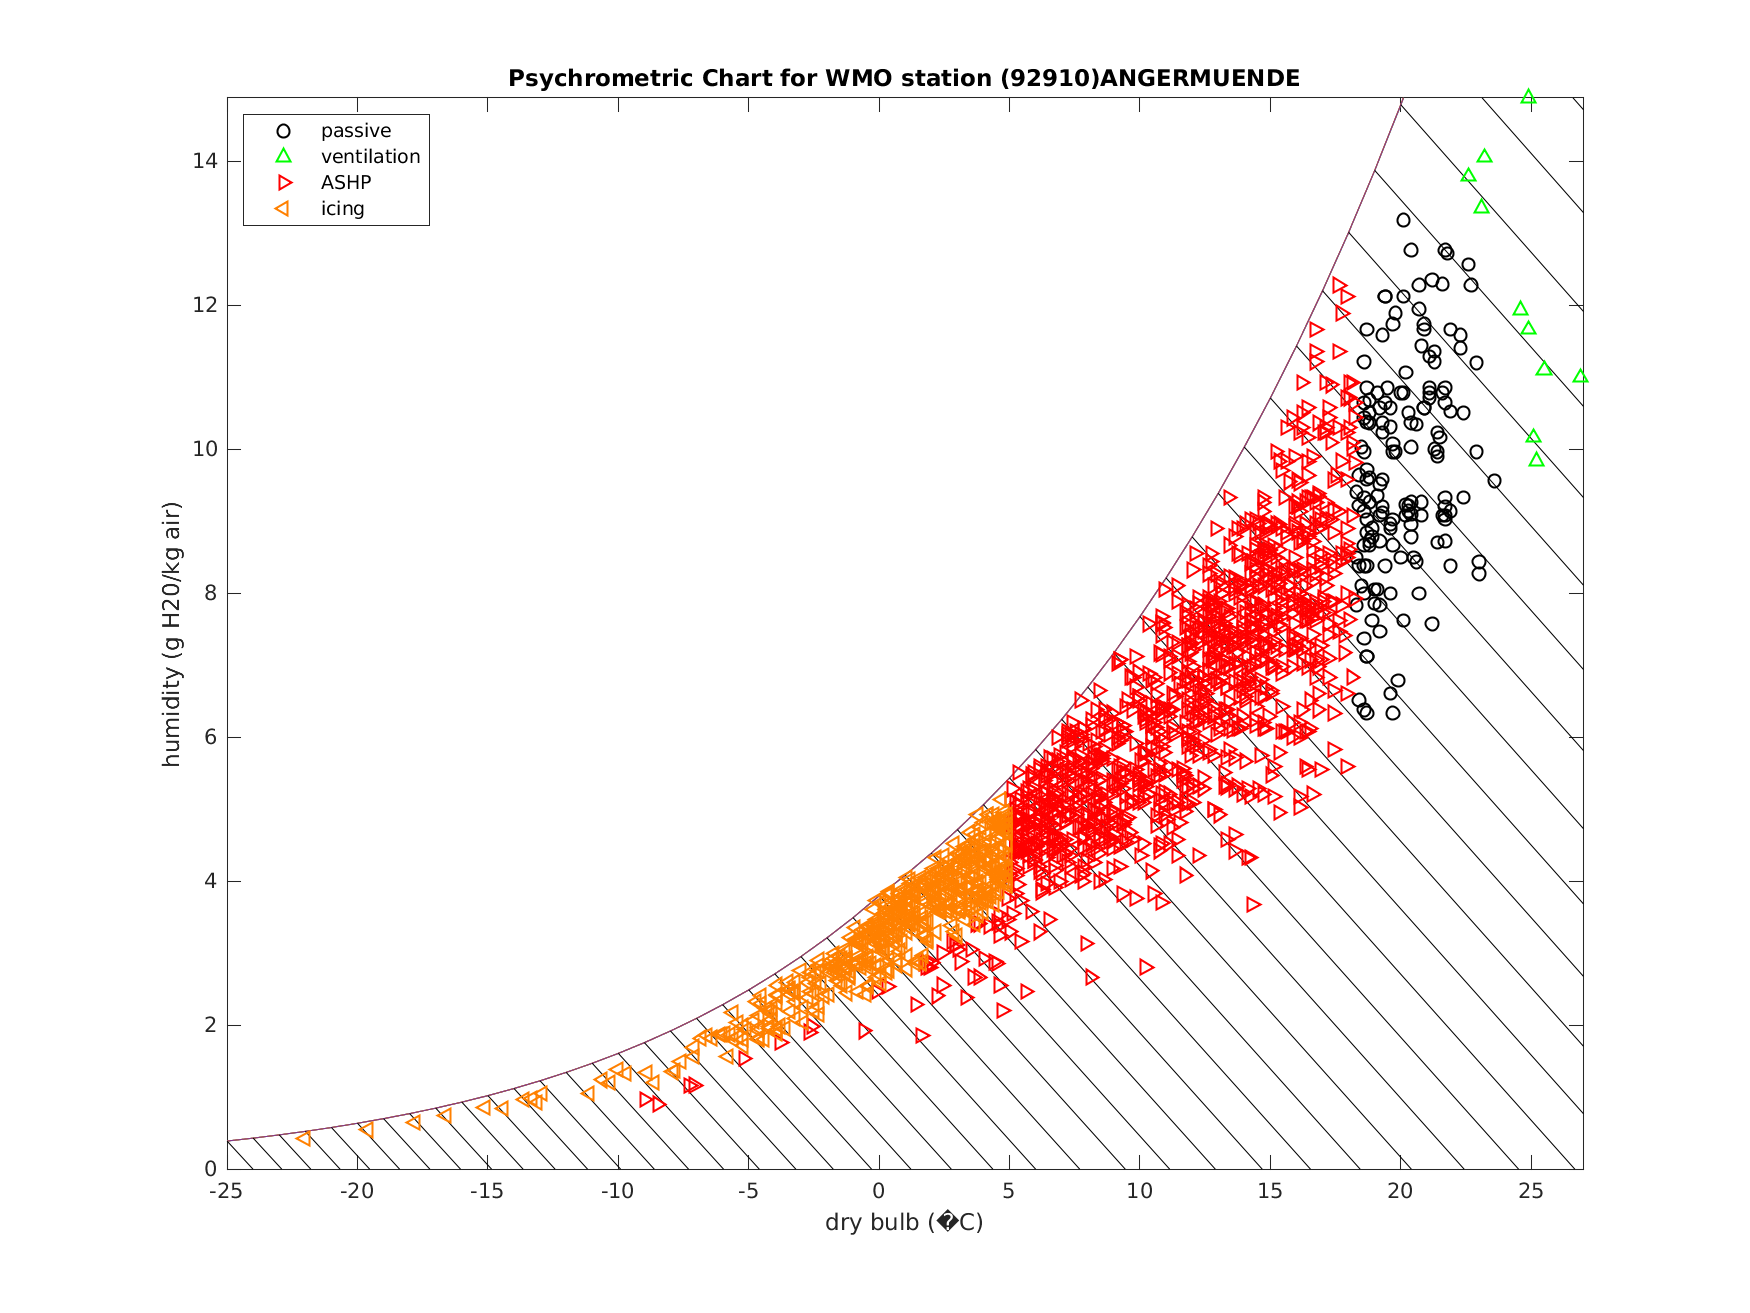 Psychrometric Chart for WMO station (92910)ANGERMUENDE
passive
ventilation
ASHP
icing
humidity (g H20/kg air)
14
12
10
8
6
4
2
0
-25 -20 -15 -10 -5 0 5 10 15 20 25
dry bulb (�C)